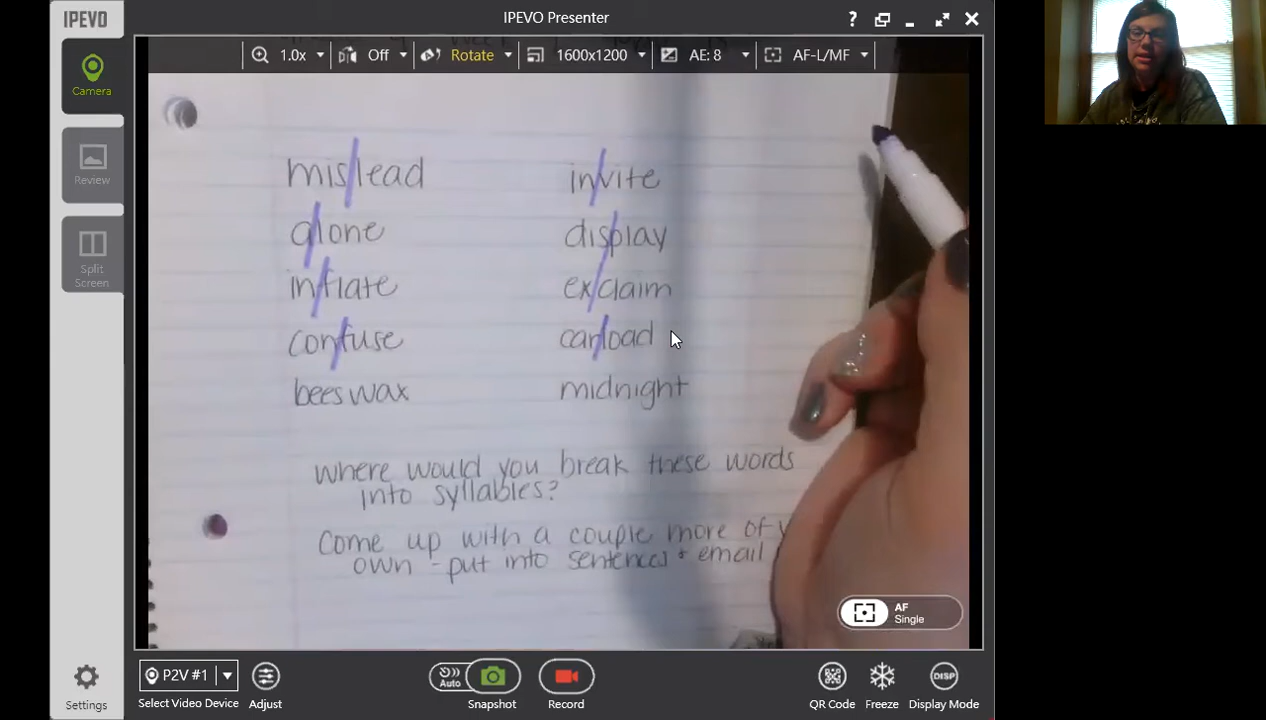 IPEVO
IPEVO Presenter
?
1.0x
Off
Rotate
1600x1200
AE: 8
AF-L/MF
Camera
Review
Split
Screen
Settings
mislead
invite
alone
display
inflate
exclaim
confuse
carload
beeswax
midnight
where would you break these words
into syllables?
Come up with a couple more of
own - put into sentences + email
AF
Single
P2V #1
Select Video Device
Adjust
Auto
Snapshot
Record
QR Code
Freeze
DISP
Display Mode